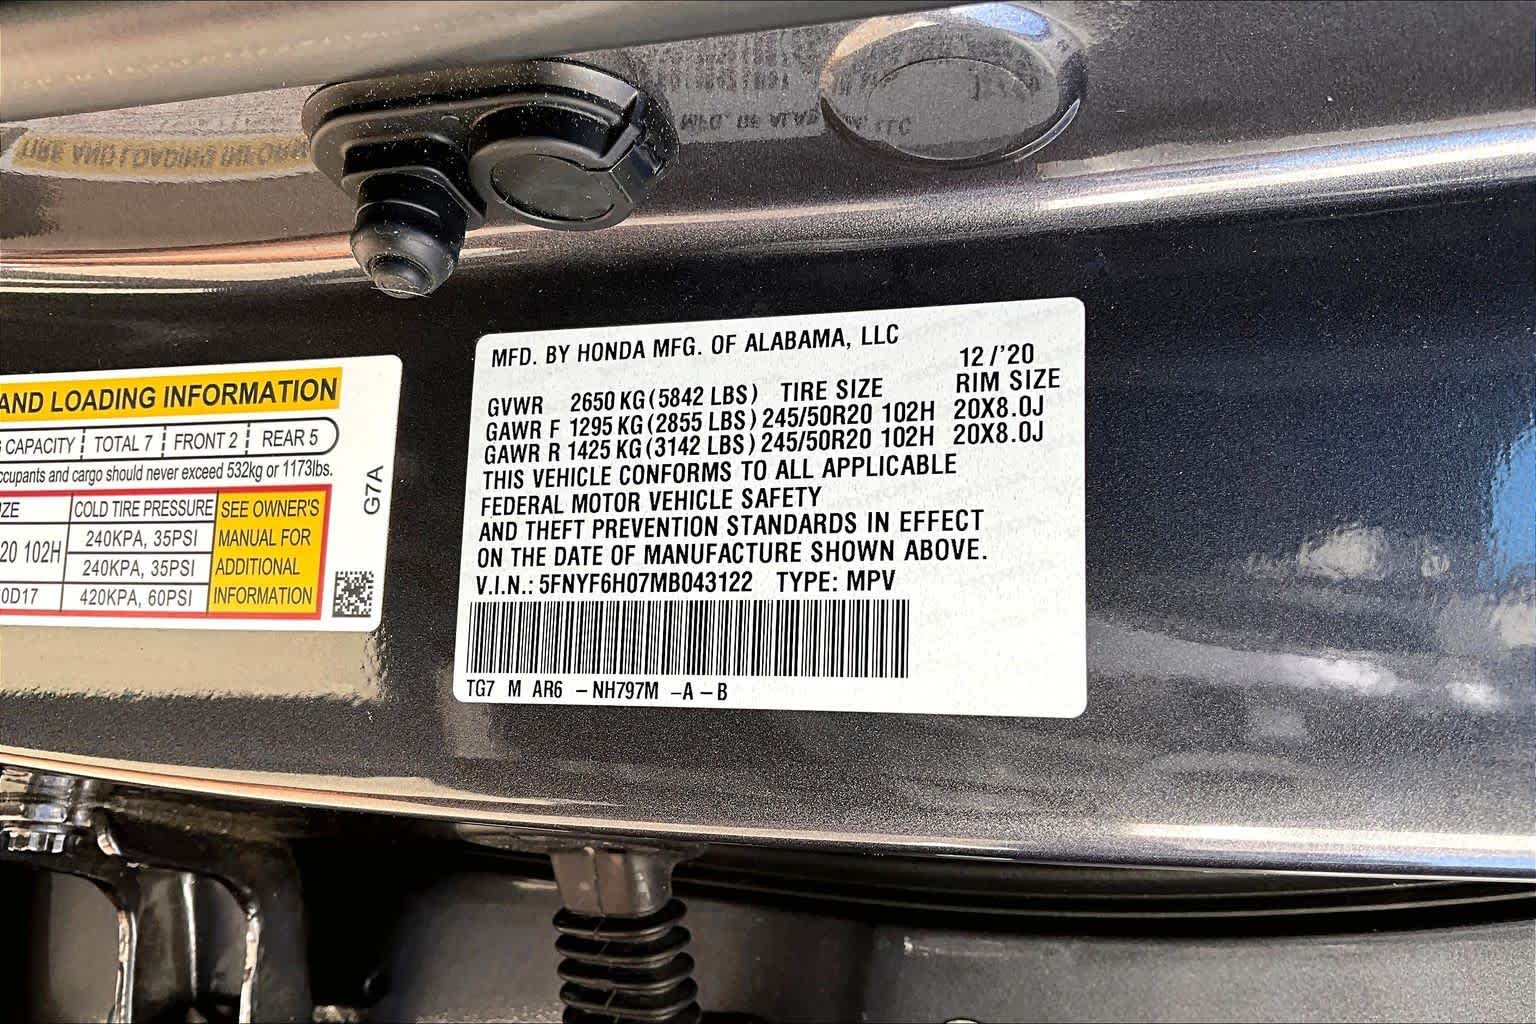 AND LOADING INFORMATION
CAPACITY TOTAL 7 FRONT 2 REAR 5
ccupants and cargo should never exceed 532kg or 1173lbs.
ZE COLD TIRE PRESSURE SEE OWNER'S
MANUAL FOR
ADDITIONAL
INFORMATION
20 102H 240KPA, 35PSI
240KPA, 35PSI
0D17 420KPA, 60PSI
G7A
MFD. BY HONDA MFG. OF ALABAMA, LLC
12/'20
GVWR 2650 KG (5842 LBS) TIRE SIZE RIM SIZE
GAWR F 1295 KG (2855 LBS) 245/50R20 102H 20X8.0J
GAWR R 1425 KG (3142 LBS) 245/50R20 102H 20X8.0J
THIS VEHICLE CONFORMS TO ALL APPLICABLE
FEDERAL MOTOR VEHICLE SAFETY
AND THEFT PREVENTION STANDARDS IN EFFECT
ON THE DATE OF MANUFACTURE SHOWN ABOVE.
V.I.N.: 5FNYF6H07MB043122 TYPE: MPV
TG7 M AR6 -NH797M -A-B